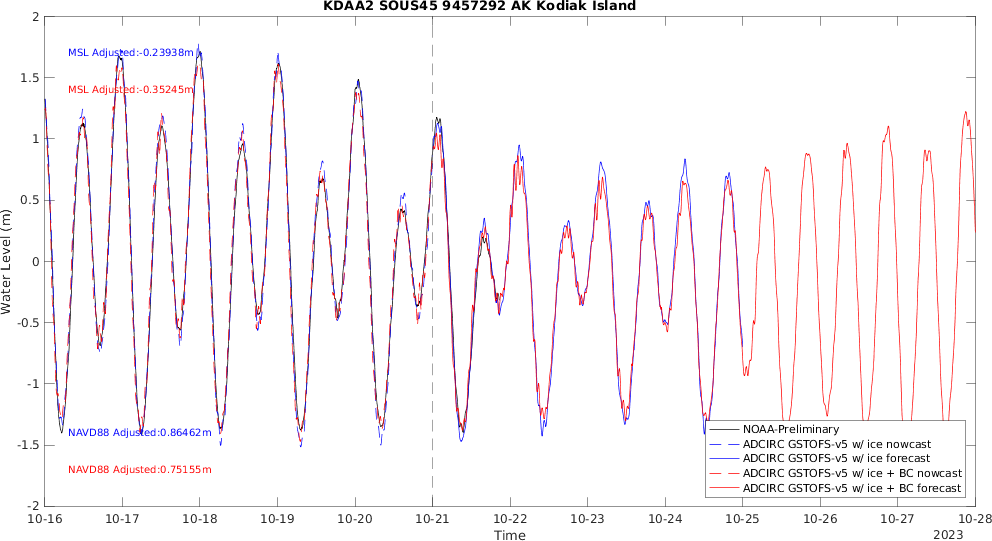 KDAA2 SOUS45 9457292 AK Kodiak Island
2
1.5
1
0.5
0
-0.5
-1
-1.5
-2
Water Level (m)
MSL Adjusted:-0.23938m
MSL Adjusted:-0.35245m
NAVD88 Adjusted:0.86462m
NAVD88 Adjusted:0.75155m
NOAA-Preliminary
ADCIRC GSTOFS-v5 w/ ice nowcast
ADCIRC GSTOFS-v5 w/ ice forecast
ADCIRC GSTOFS-v5 w/ ice + BC nowcast
ADCIRC GSTOFS-v5 w/ ice + BC forecast
10-16 10-17 10-18 10-19 10-20 10-21 10-22 10-23 10-24 10-25 10-26 10-27 10-28
Time
2023